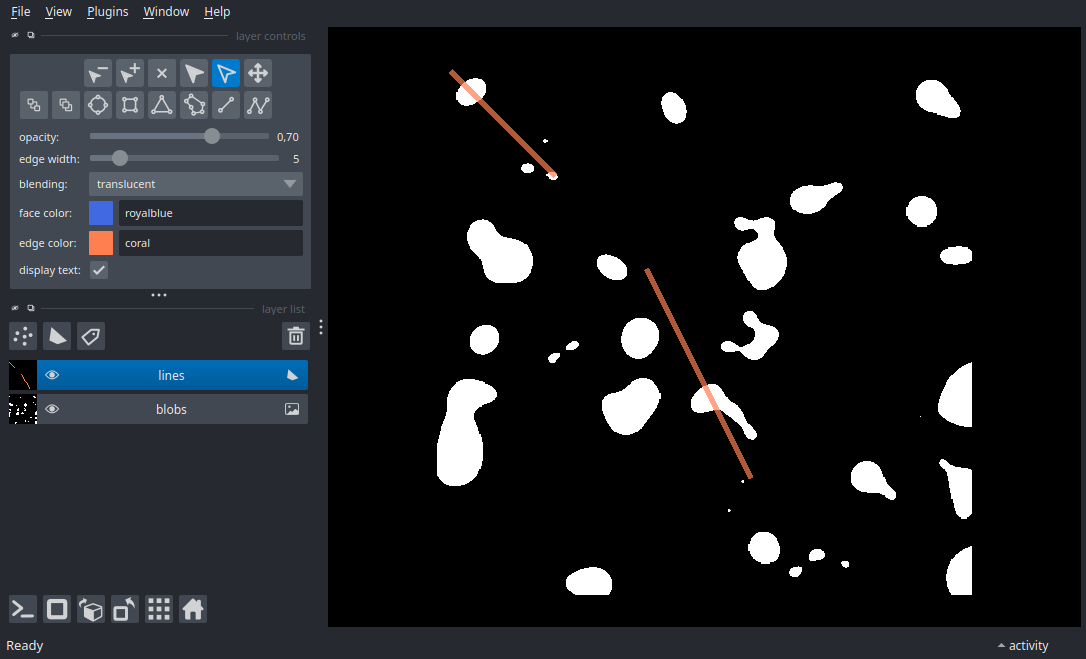 File View Plugins Window Help
layer controls
opacity: 0,70
edge width: 5
blending: translucent
face color: royalblue
edge color: coral
display text:
layer list
lines
blobs
Ready
activity